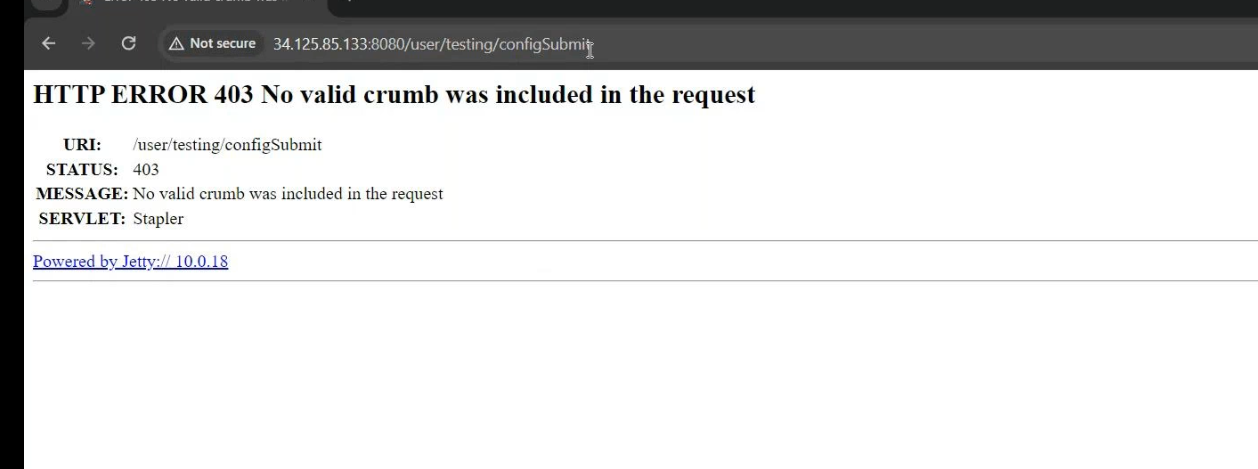 Not secure 34.125.85.133:8080/user/testing/configSubmit
HTTP ERROR 403 No valid crumb was included in the request
URI: /user/testing/configSubmit
STATUS: 403
MESSAGE: No valid crumb was included in the request
SERVLET: Stapler
Powered by Jetty:// 10.0.18